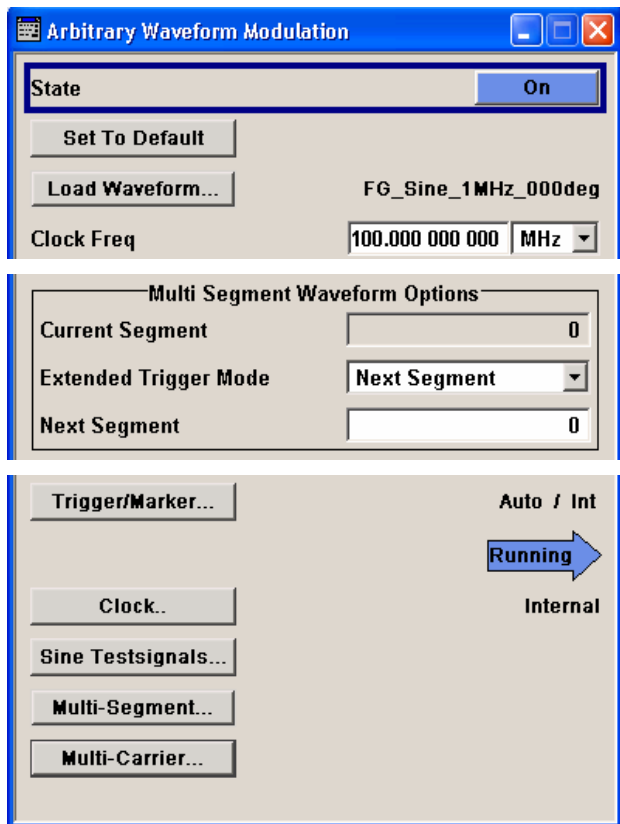 Arbitrary Waveform Modulation
State On
Set To Default
Load Waveform... FG_Sine_1MHz_000deg
Clock Freq 100.000 000 000 MHz
Multi Segment Waveform Options
Current Segment 0
Extended Trigger Mode Next Segment
Next Segment 0
Trigger/Marker... Auto / Int
Running
Clock.. Internal
Sine Testsignals...
Multi-Segment...
Multi-Carrier...